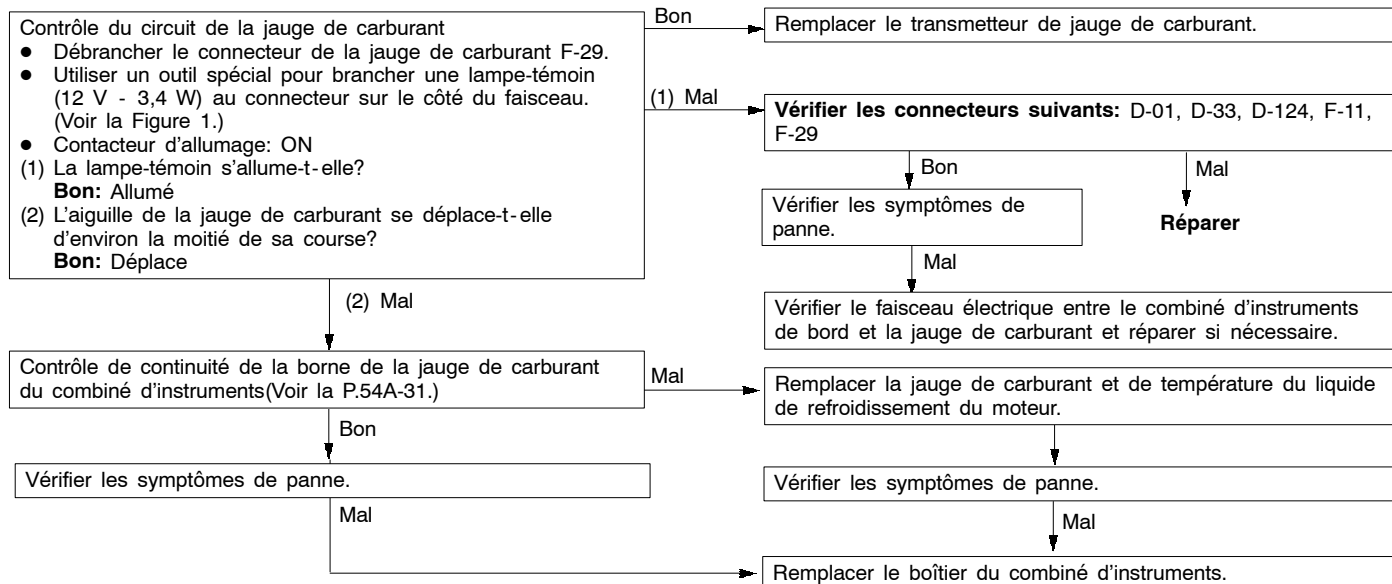 Contrôle du circuit de la jauge de carburant
● Débrancher le connecteur de la jauge de carburant F-29.
● Utiliser un outil spécial pour brancher une lampe-témoin
(12 V - 3,4 W) au connecteur sur le côté du faisceau.
(Voir la Figure 1.)
● Contacteur d'allumage: ON
(1) La lampe-témoin s'allume-t-elle?
Bon: Allumé
(2) L'aiguille de la jauge de carburant se déplace-t-elle
d'environ la moitié de sa course?
Bon: Déplace
Bon
Remplacer le transmetteur de jauge de carburant.
(1) Mal
Vérifier les connecteurs suivants: D-01, D-33, D-124, F-11,
F-29
Bon
Mal
Vérifier les symptômes de
panne.
Réparer
Mal
Vérifier le faisceau électrique entre le combiné d'instruments
de bord et la jauge de carburant et réparer si nécessaire.
(2) Mal
Contrôle de continuité de la borne de la jauge de carburant
du combiné d'instruments(Voir la P.54A-31.)
Mal
Remplacer la jauge de carburant et de température du liquide
de refroidissement du moteur.
Bon
Vérifier les symptômes de panne.
Vérifier les symptômes de panne.
Mal
Mal
Remplacer le boîtier du combiné d'instruments.